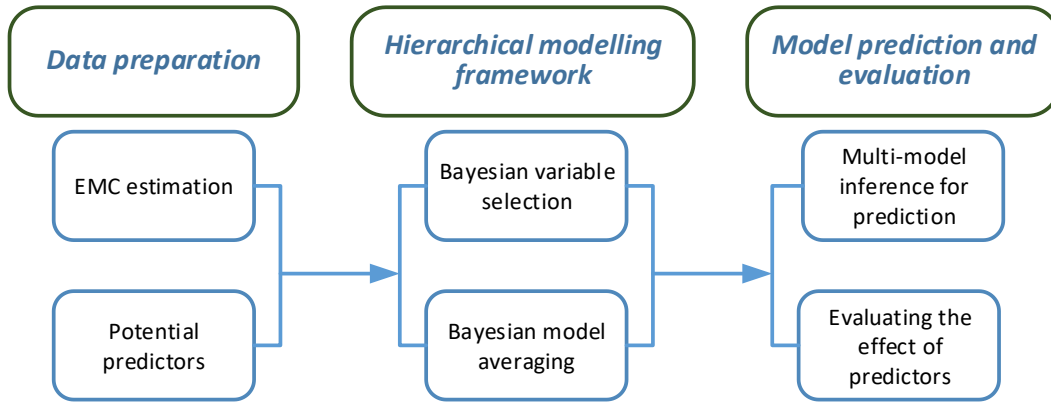 Data preparation
Hierarchical modelling
framework
Model prediction and
evaluation
EMC estimation
Potential
predictors
Bayesian variable
selection
Bayesian model
averaging
Multi-model
inference for
prediction
Evaluating the
effect of
predictors